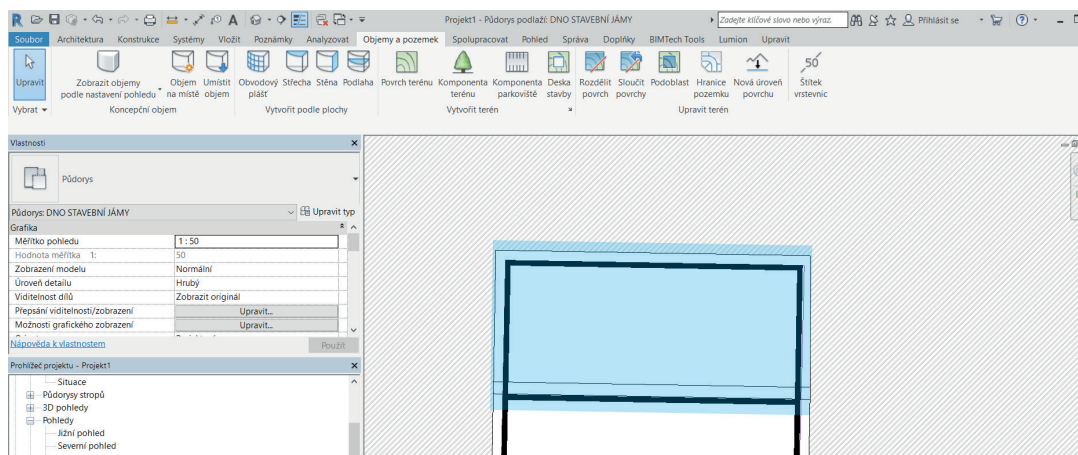 Projekt1 - Půdorys podlaží: DNO STAVEBNÍ JÁMY
Zadejte klíčové slovo nebo výraz.
Přihlásit se
Soubor Architektura Konstrukce Systémy Vložit Poznámky Analyzovat Objemy a pozemek Spolupracovat Pohled Správa Doplňky BIMTech Tools Lumion Upravit
Upravit
Zobrazit objemy
podle nastavení pohledu
Objem
na místě
Umístit
objem
Obvodový
plášť
Střecha
Stěna
Podlaha
Povrch terénu
Komponenta
terénu
Komponenta
parkoviště
Deska
stavby
Rozdělit
povrch
Sloučit
povrchy
Podoblast
Hranice
pozemku
Nová úroveň
povrchu
50
Štítek
vrstevnic
Vybrat
Koncepční objem
Vytvořit podle plochy
Vytvořit terén
Upravit terén
Vlastnosti
Půdorys
Půdorys: DNO STAVEBNÍ JÁMY
Upravit typ
Grafika
Měřítko pohledu 1 : 50
Hodnota měřítka 1: 50
Zobrazení modelu Normální
Úroveň detailu Hrubý
Viditelnost dílů Zobrazit originál
Přepsání viditelnosti/zobrazení Upravit...
Možnosti grafického zobrazení Upravit...
Nápověda k vlastnostem
Použít
Prohlížeč projektu - Projekt1
Situace
Půdorysy stropů
3D pohledy
Pohledy
Jižní pohled
Severní pohled